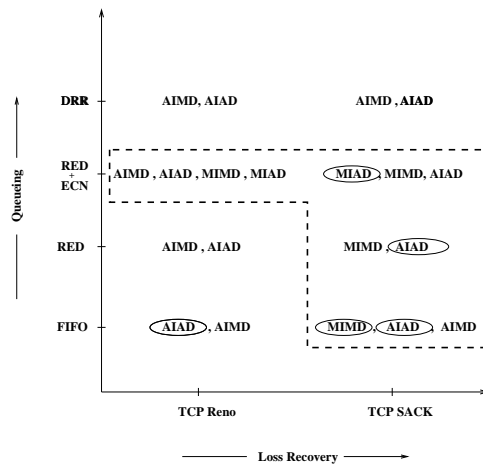 DRR
AIMD , AIAD
AIMD , AIAD
RED
+
ECN
AIMD , AIAD , MIMD , MIAD
MIAD , MIMD, AIAD
Queueing
RED
AIMD , AIAD
MIMD , AIAD
FIFO
AIAD , AIMD
MIMD , AIAD , AIMD
TCP Reno
TCP SACK
Loss Recovery